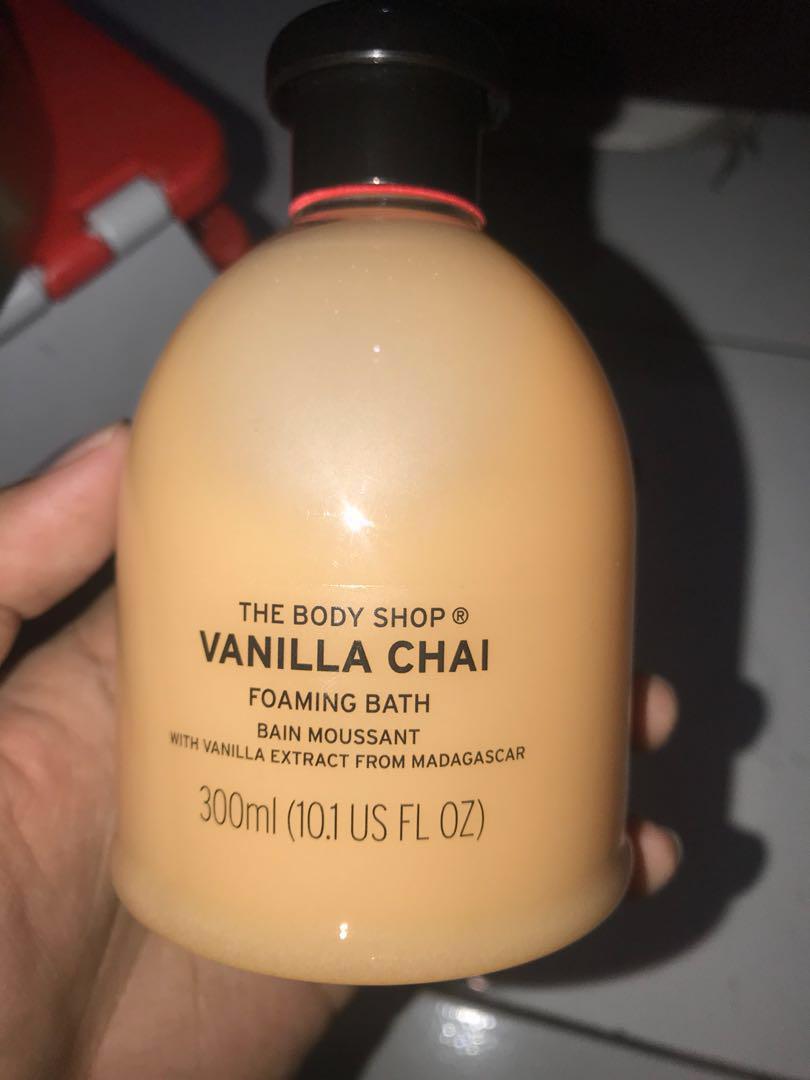 THE BODY SHOP ®
VANILLA CHAI
FOAMING BATH
BAIN MOUSSANT
WITH VANILLA EXTRACT FROM MADAGASCAR
300ml (10.1 US FL OZ)